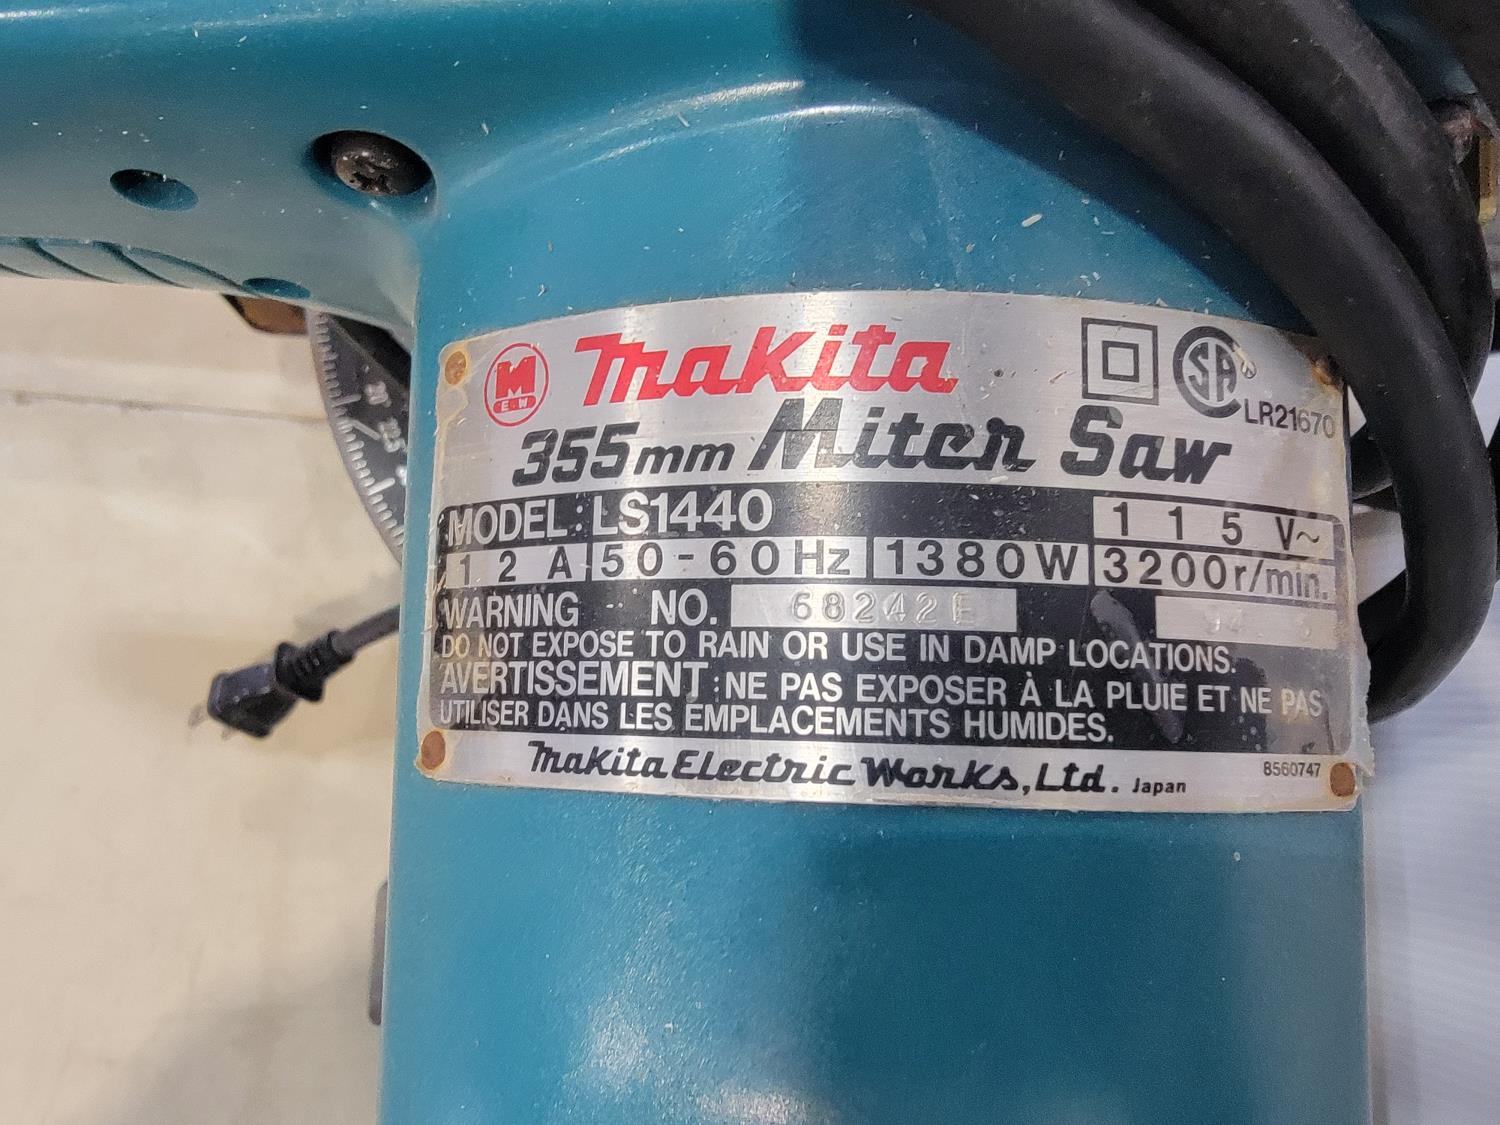 M
E W
Makita
SA
LR21670
355mm Miter Saw
MODEL: LS1440 115 V~
12 A 50-60Hz 1380W 3200r/min.
WARNING NO. 68242E
DO NOT EXPOSE TO RAIN OR USE IN DAMP LOCATIONS.
AVERTISSEMENT: NE PAS EXPOSER À LA PLUIE ET NE PAS
UTILISER DANS LES EMPLACEMENTS HUMIDES.
Makita Electric Works, Ltd. Japan 8560747
20°